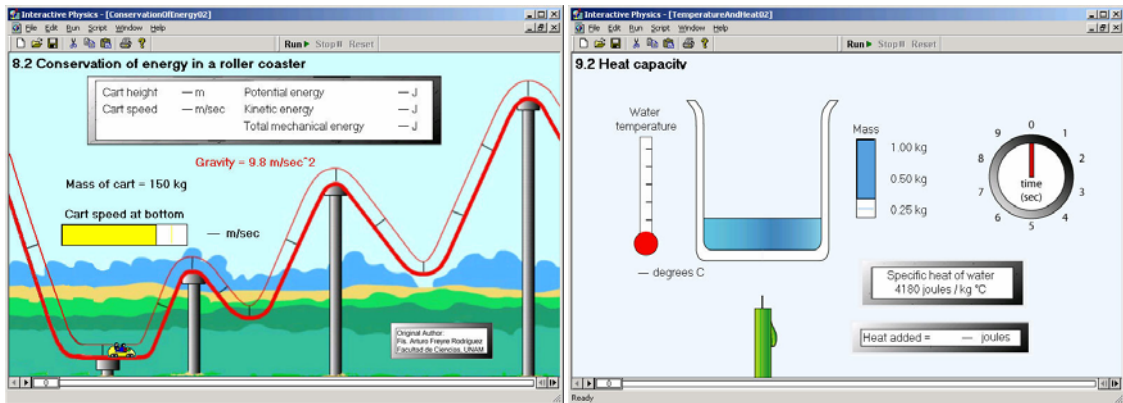 Interactive Physics - [ConservationOfEnergy02]
File Edit Run Script Window Help
Run Stop Reset
8.2 Conservation of energy in a roller coaster
Cart height — m Potential energy — J
Cart speed — m/sec Kinetic energy — J
Total mechanical energy — J
Gravity = 9.8 m/sec^2
Mass of cart = 150 kg
Cart speed at bottom
— m/sec
Original Author:
Fis. Arturo Freyre Rodríguez
Facultad de Ciencias, UNAM
0
Interactive Physics - [TemperatureAndHeat02]
File Edit Run Script Window Help
Run Stop Reset
9.2 Heat capacity
Water
temperature
— degrees C
Mass
1.00 kg
0.50 kg
0.25 kg
0
1
2
3
4
5
6
7
8
9
time
(sec)
Specific heat of water
4180 joules / kg °C
Heat added = — joules
0
Ready